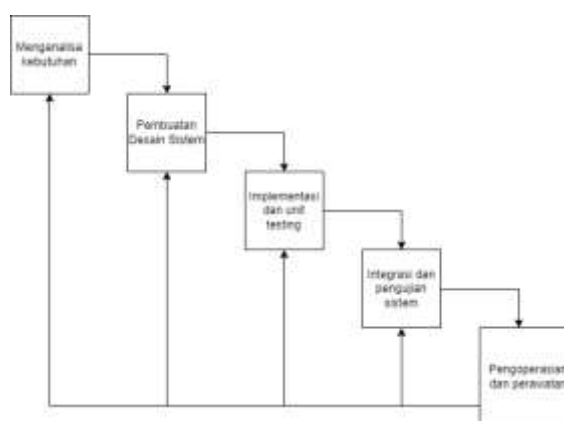 Menganalisa
kebutuhan
Pembuatan
Desain Sistem
Implementasi
dan unit
testing
Integrasi dan
pengujian
sistem
Pengoperasian
dan perawatan